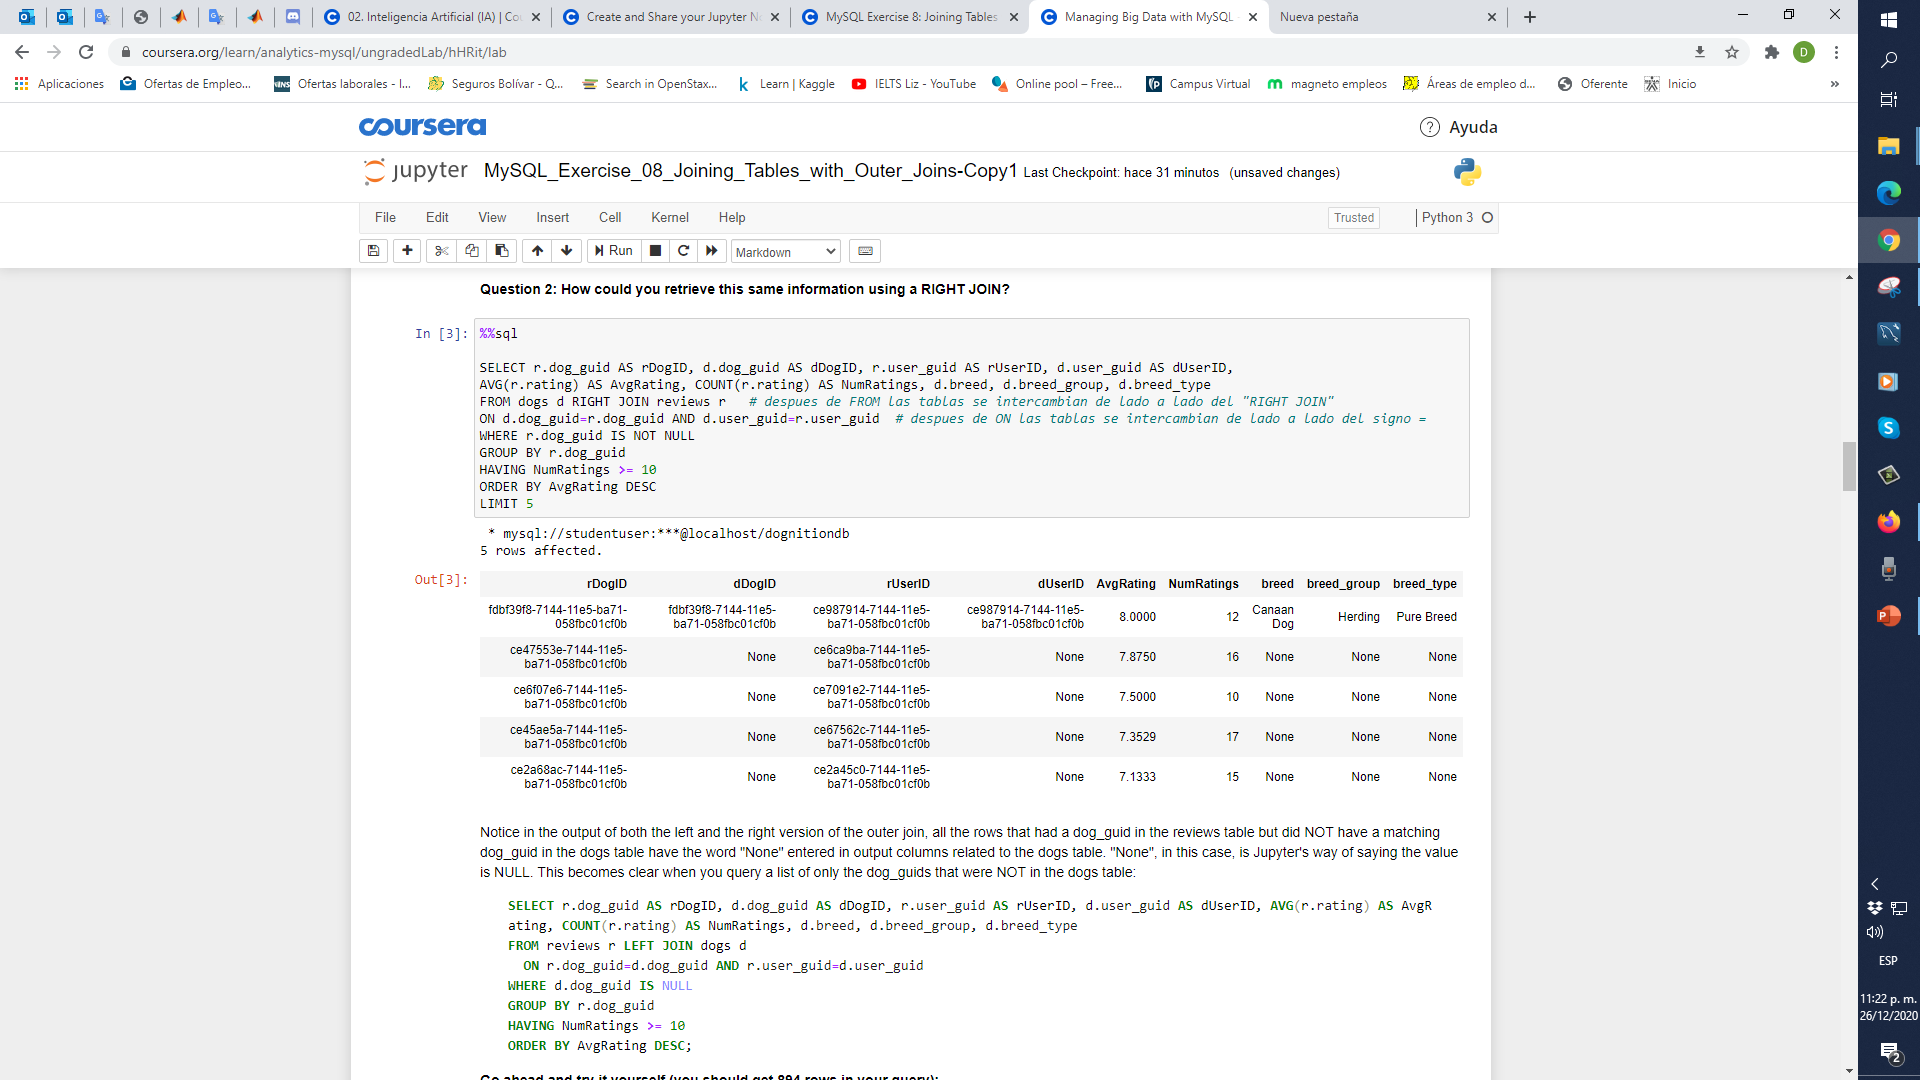 02. Inteligencia Artificial (IA) | Co
Create and Share your Jupyter N
MySQL Exercise 8: Joining Tables
Managing Big Data with MySQL -
Nueva pestaña
coursera.org/learn/analytics-mysql/ungradedLab/hHRit/lab
D
Aplicaciones
Ofertas de Empleo...
Ofertas laborales - I...
Seguros Bolívar - Q...
Search in OpenStax...
Learn | Kaggle
IELTS Liz - YouTube
Online pool – Free...
Campus Virtual
magneto empleos
Áreas de empleo d...
Oferente
Inicio
»
coursera
Ayuda
jupyter MySQL_Exercise_08_Joining_Tables_with_Outer_Joins-Copy1 Last Checkpoint: hace 31 minutos (unsaved changes)
File Edit View Insert Cell Kernel Help
Trusted
Python 3
Run
Markdown
Question 2: How could you retrieve this same information using a RIGHT JOIN?
In [3]: %%sql
SELECT r.dog_guid AS rDogID, d.dog_guid AS dDogID, r.user_guid AS rUserID, d.user_guid AS dUserID,
AVG(r.rating) AS AvgRating, COUNT(r.rating) AS NumRatings, d.breed, d.breed_group, d.breed_type
FROM dogs d RIGHT JOIN reviews r # despues de FROM las tablas se intercambian de lado a lado del "RIGHT JOIN"
ON d.dog_guid=r.dog_guid AND d.user_guid=r.user_guid # despues de ON las tablas se intercambian de lado a lado del signo =
WHERE r.dog_guid IS NOT NULL
GROUP BY r.dog_guid
HAVING NumRatings >= 10
ORDER BY AvgRating DESC
LIMIT 5
* mysql://studentuser:***@localhost/dognitiondb
5 rows affected.
Out[3]:
rDogID dDogID rUserID dUserID AvgRating NumRatings breed breed_group breed_type
fdbf39f8-7144-11e5-ba71- fdbf39f8-7144-11e5- ce987914-7144-11e5- ce987914-7144-11e5- 8.0000 12 Canaan Herding Pure Breed
058fbc01cf0b ba71-058fbc01cf0b ba71-058fbc01cf0b ba71-058fbc01cf0b Dog
ce47553e-7144-11e5- None ce6ca9ba-7144-11e5- None 7.8750 16 None None None
ba71-058fbc01cf0b ba71-058fbc01cf0b
ce6f07e6-7144-11e5- None ce7091e2-7144-11e5- None 7.5000 10 None None None
ba71-058fbc01cf0b ba71-058fbc01cf0b
ce45ae5a-7144-11e5- None ce67562c-7144-11e5- None 7.3529 17 None None None
ba71-058fbc01cf0b ba71-058fbc01cf0b
ce2a68ac-7144-11e5- None ce2a45c0-7144-11e5- None 7.1333 15 None None None
ba71-058fbc01cf0b ba71-058fbc01cf0b
Notice in the output of both the left and the right version of the outer join, all the rows that had a dog_guid in the reviews table but did NOT have a matching
dog_guid in the dogs table have the word "None" entered in output columns related to the dogs table. "None", in this case, is Jupyter's way of saying the value
is NULL. This becomes clear when you query a list of only the dog_guids that were NOT in the dogs table:
SELECT r.dog_guid AS rDogID, d.dog_guid AS dDogID, r.user_guid AS rUserID, d.user_guid AS dUserID, AVG(r.rating) AS AvgR
ating, COUNT(r.rating) AS NumRatings, d.breed, d.breed_group, d.breed_type
FROM reviews r LEFT JOIN dogs d
ON r.dog_guid=d.dog_guid AND r.user_guid=d.user_guid
WHERE d.dog_guid IS NULL
GROUP BY r.dog_guid
HAVING NumRatings >= 10
ORDER BY AvgRating DESC;
Go ahead and try it yourself (you should get 894 rows in your query):
ESP
11:22 p. m.
26/12/2020
2